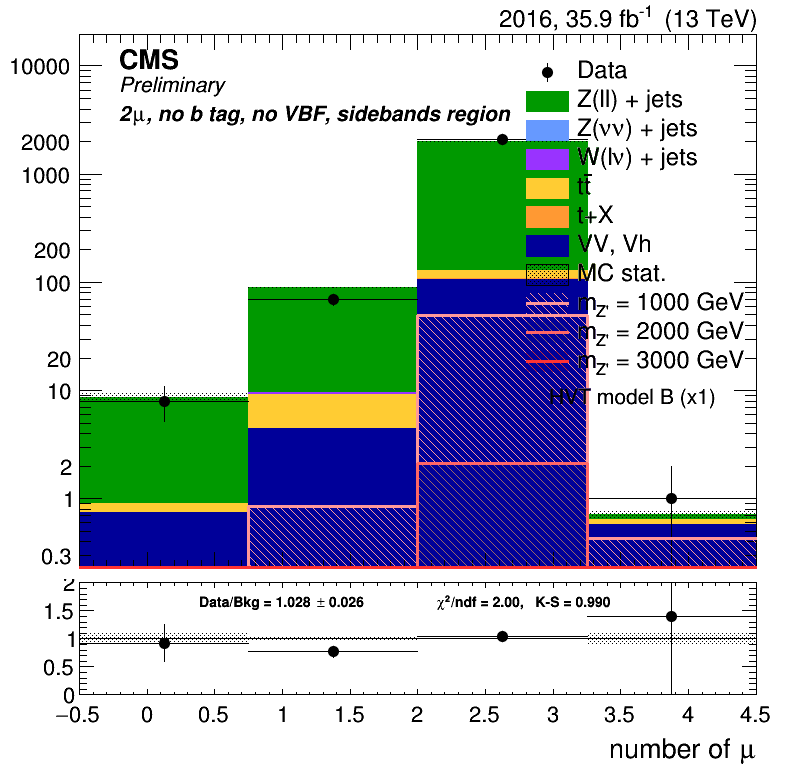 2016, 35.9 fb⁻¹ (13 TeV)
CMS
Preliminary
2μ, no b tag, no VBF, sidebands region
Data
Z(ll) + jets
Z(νν) + jets
W(lν) + jets
tt̅
t+X
VV, Vh
MC stat.
m_Z' = 1000 GeV
m_Z' = 2000 GeV
m_Z' = 3000 GeV
HVT model B (x1)
10000
2000
1000
200
100
20
10
2
1
0.3
Data/Bkg = 1.028 ± 0.026
χ²/ndf = 2.00, K-S = 0.990
2
1.5
1
0.5
0
−0.5 0 0.5 1 1.5 2 2.5 3 3.5 4 4.5
number of μ